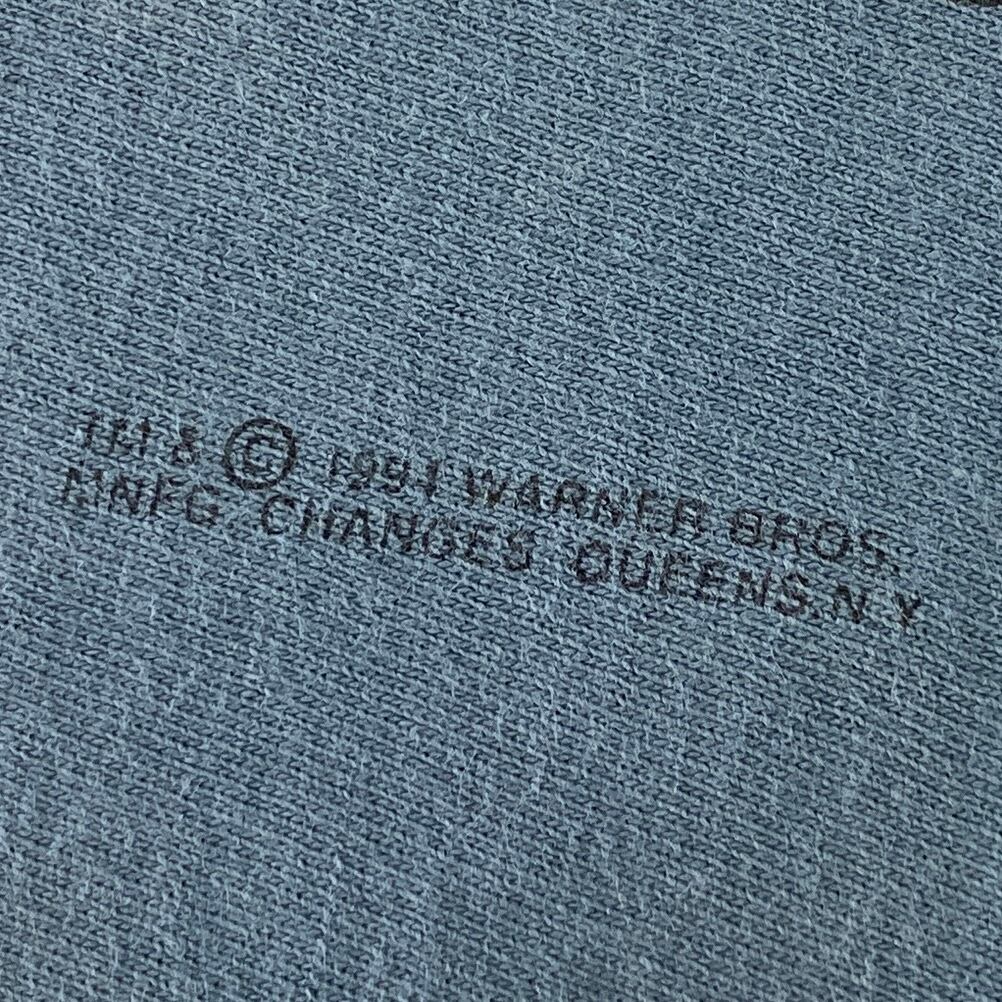 TM & © 1991 WARNER BROS.
MNFG. CHANGES QUEENS, N.Y